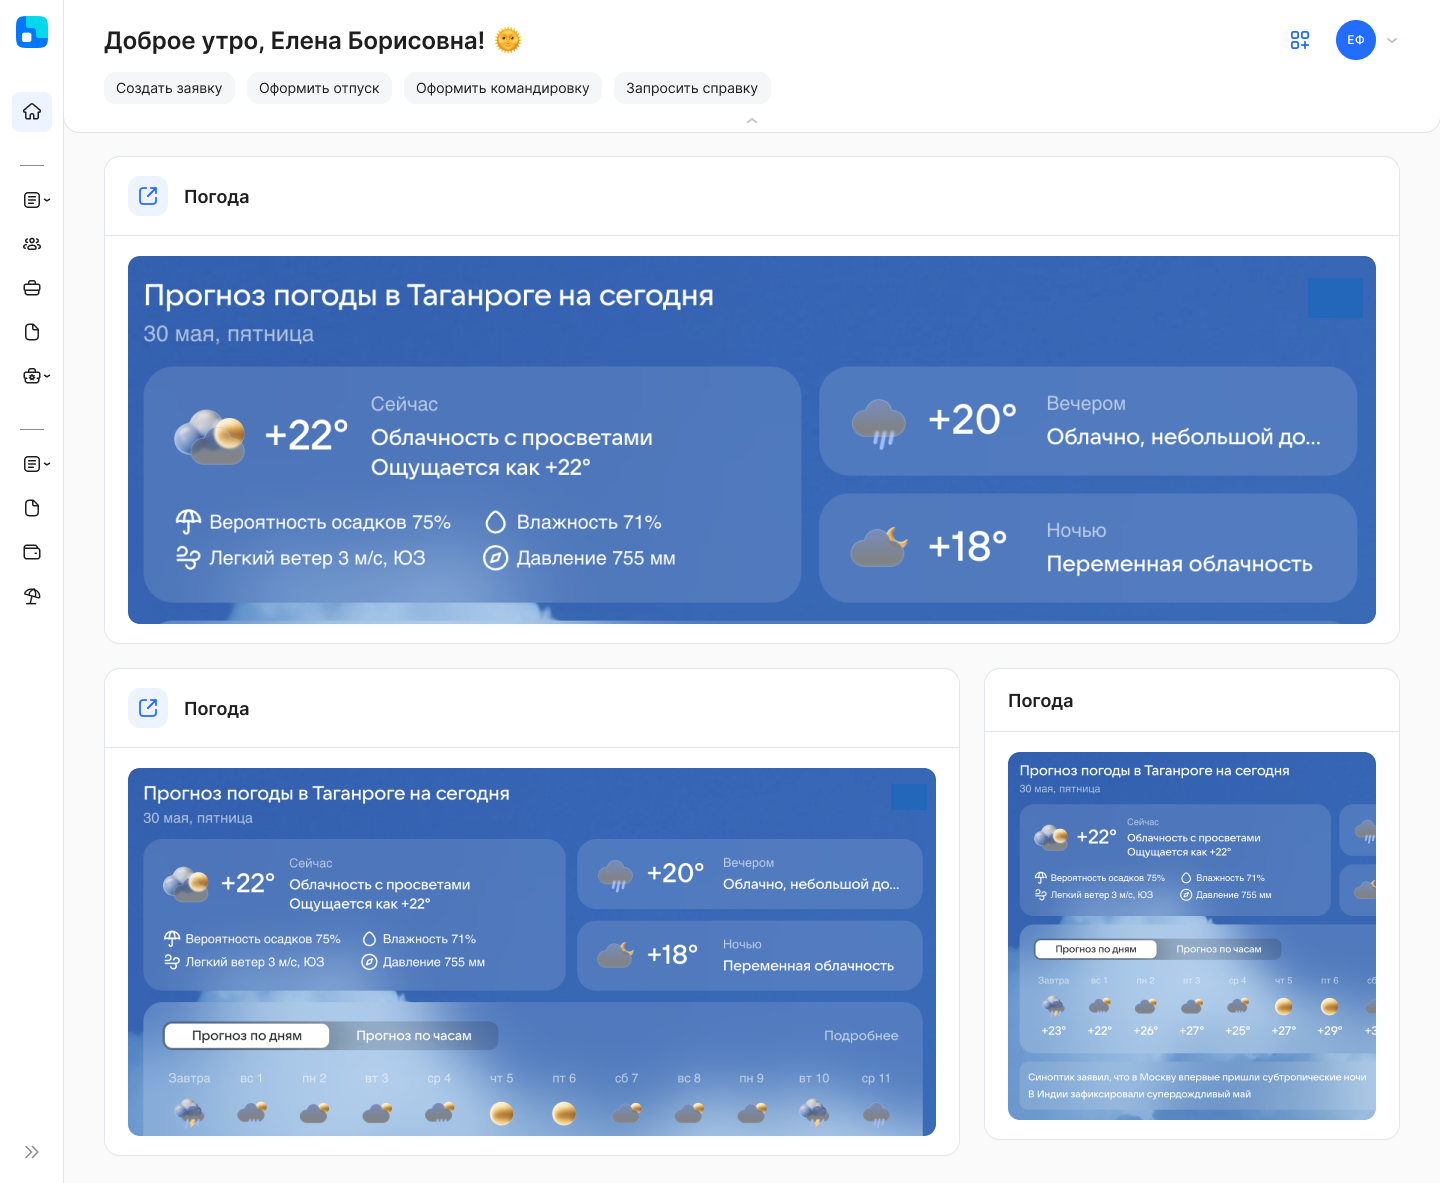 Доброе утро, Елена Борисовна!
ЕФ
Создать заявку
Оформить отпуск
Оформить командировку
Запросить справку
Погода
Прогноз погоды в Таганроге на сегодня
30 мая, пятница
Сейчас
+22°
Облачность с просветами
Ощущается как +22°
Вероятность осадков 75%
Влажность 71%
Легкий ветер 3 м/с, ЮЗ
Давление 755 мм
Вечером
+20°
Облачно, небольшой до...
Ночью
+18°
Переменная облачность
Погода
Прогноз погоды в Таганроге на сегодня
30 мая, пятница
Сейчас
+22°
Облачность с просветами
Ощущается как +22°
Вероятность осадков 75%
Влажность 71%
Легкий ветер 3 м/с, ЮЗ
Давление 755 мм
Вечером
+20°
Облачно, небольшой до...
Ночью
+18°
Переменная облачность
Прогноз по дням
Прогноз по часам
Подробнее
Завтра вс 1 пн 2 вт 3 ср 4 чт 5 пт 6 сб 7 вс 8 пн 9 вт 10 ср 11
Погода
Прогноз погоды в Таганроге на сегодня
30 мая, пятница
Сейчас
+22°
Облачность с просветами
Ощущается как +22°
Вероятность осадков 75%
Влажность 71%
Легкий ветер 3 м/с, ЮЗ
Давление 755 мм
Прогноз по дням
Прогноз по часам
Завтра вс 1 пн 2 вт 3 ср 4 чт 5 пт 6
+23° +22° +26° +27° +25° +27° +29°
Синоптик заявил, что в Москву впервые пришли субтропические ночи
В Индии зафиксировали супердождливый май